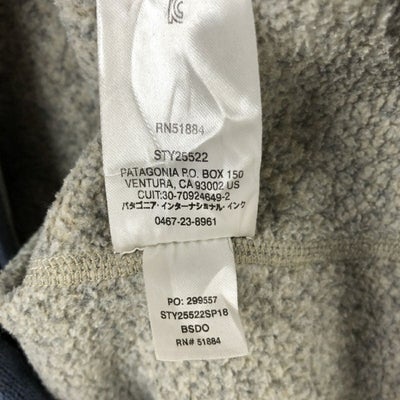 RN51884
STY25522
PATAGONIA P.O. BOX 150
VENTURA, CA 93002 US
CUIT:30-70924649-2
パタゴニア・インターナショナル・インク
0467-23-8961
PO: 299557
STY25522SP18
BSDO
RN# 51884